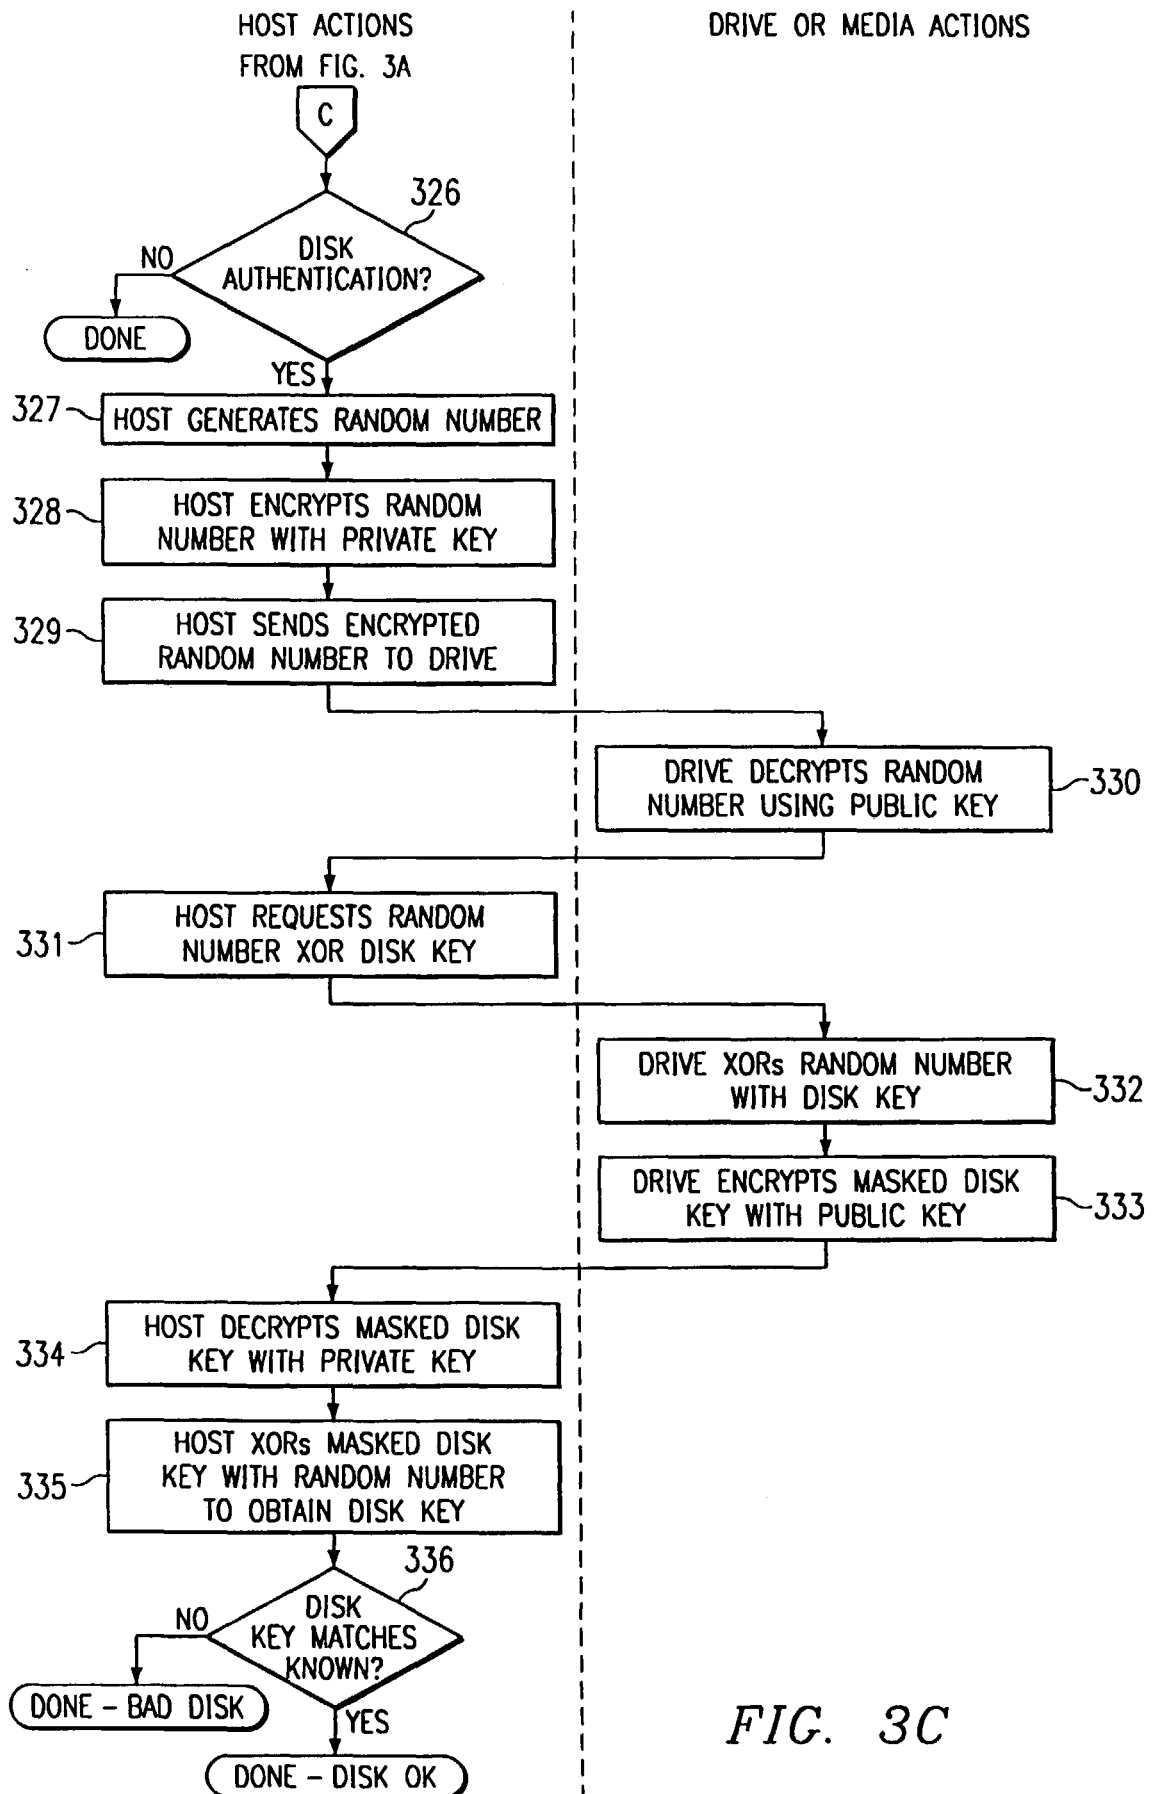 HOST ACTIONS
DRIVE OR MEDIA ACTIONS
FROM FIG. 3A
C
326
DISK
AUTHENTICATION?
NO
DONE
YES
327
HOST GENERATES RANDOM NUMBER
328
HOST ENCRYPTS RANDOM
NUMBER WITH PRIVATE KEY
329
HOST SENDS ENCRYPTED
RANDOM NUMBER TO DRIVE
DRIVE DECRYPTS RANDOM
NUMBER USING PUBLIC KEY
330
331
HOST REQUESTS RANDOM
NUMBER XOR DISK KEY
DRIVE XORs RANDOM NUMBER
WITH DISK KEY
332
DRIVE ENCRYPTS MASKED DISK
KEY WITH PUBLIC KEY
333
334
HOST DECRYPTS MASKED DISK
KEY WITH PRIVATE KEY
335
HOST XORs MASKED DISK
KEY WITH RANDOM NUMBER
TO OBTAIN DISK KEY
336
DISK
KEY MATCHES
KNOWN?
NO
DONE – BAD DISK
YES
DONE – DISK OK
FIG. 3C